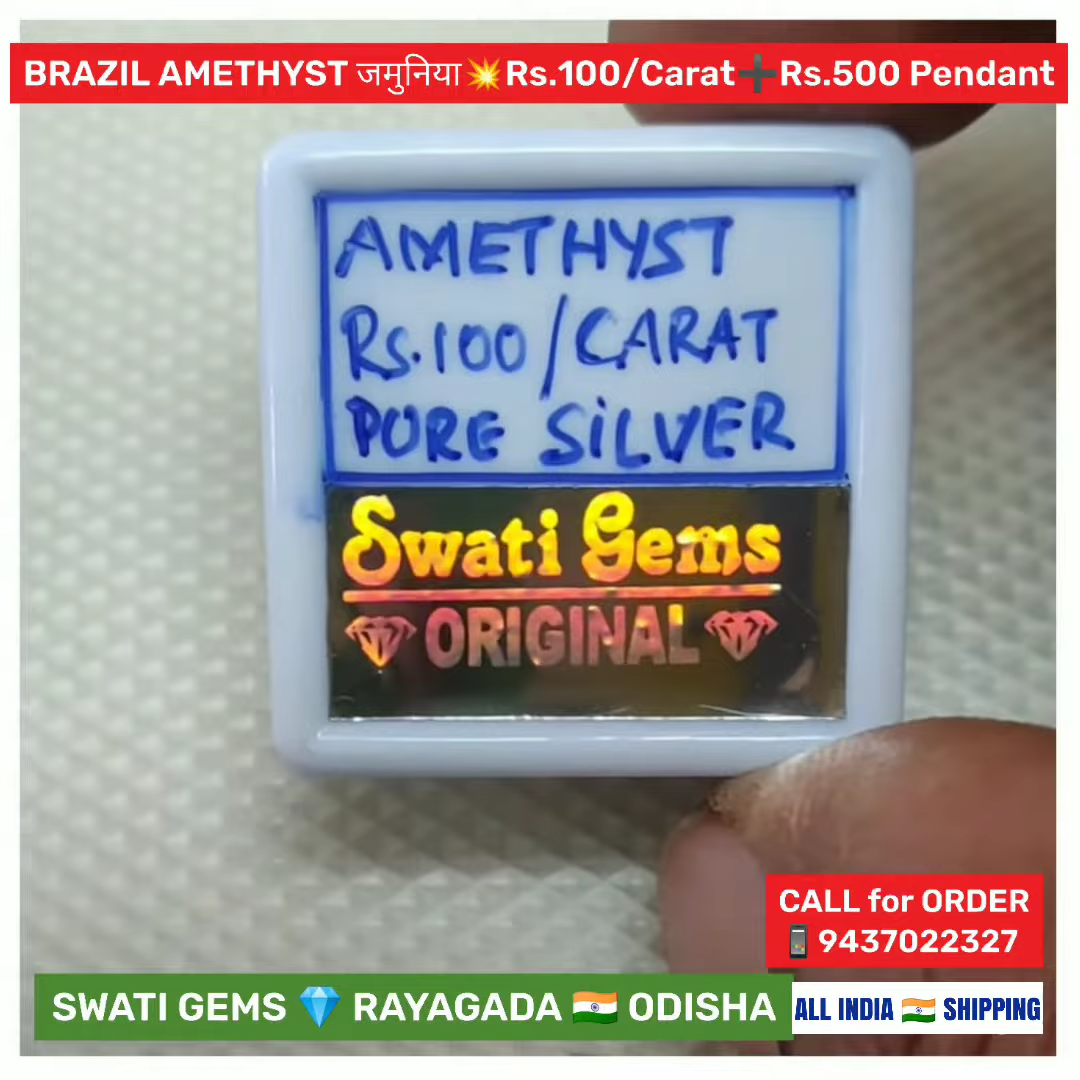 BRAZIL AMETHYST जमुनिया💥Rs.100/Carat➕Rs.500 Pendant
AMETHYST
Rs.100/CARAT
PURE SILVER
Swati Gems
ORIGINAL
CALL for ORDER
📱9437022327
SWATI GEMS 💎 RAYAGADA 🇮🇳 ODISHA
ALL INDIA 🇮🇳 SHIPPING